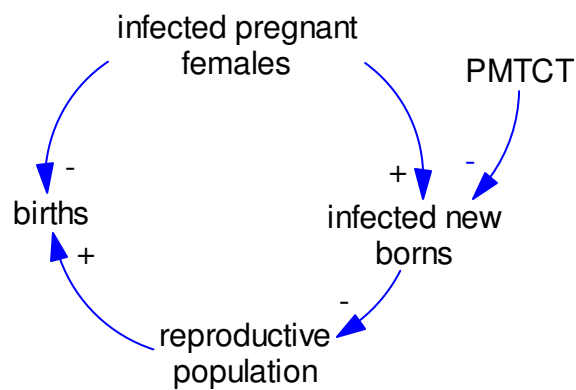 infected pregnant
females
PMTCT
-
-
+
births
infected new
borns
+
-
reproductive
population